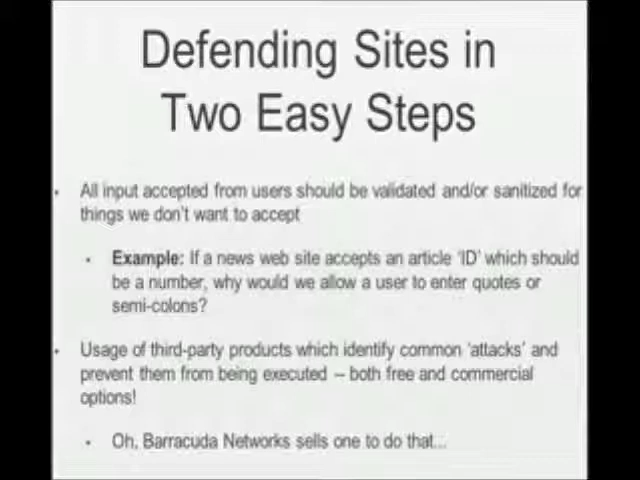 Defending Sites in
Two Easy Steps
• All input accepted from users should be validated and/or sanitized for
things we don't want to accept
• Example: If a news web site accepts an article 'ID' which should
be a number, why would we allow a user to enter quotes or
semi-colons?
• Usage of third-party products which identify common 'attacks' and
prevent them from being executed – both free and commercial
options!
• Oh, Barracuda Networks sells one to do that...